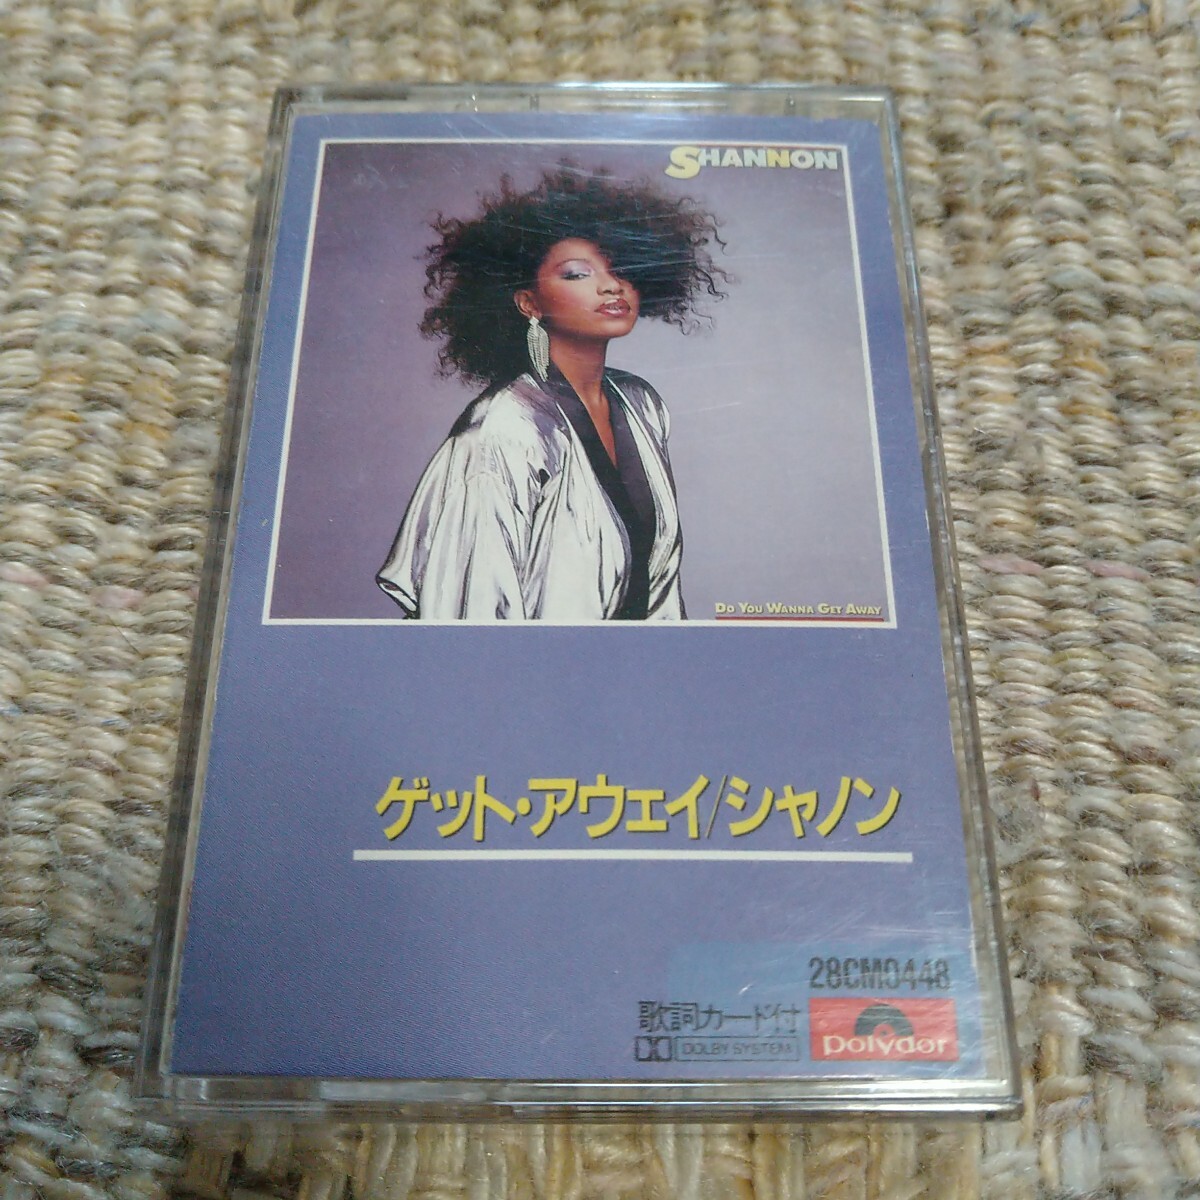 SHANNON
DO YOU WANNA GET AWAY
ゲット・アウェイ/シャノン
28CM0448
歌詞カード付
DOLBY SYSTEM
polydor